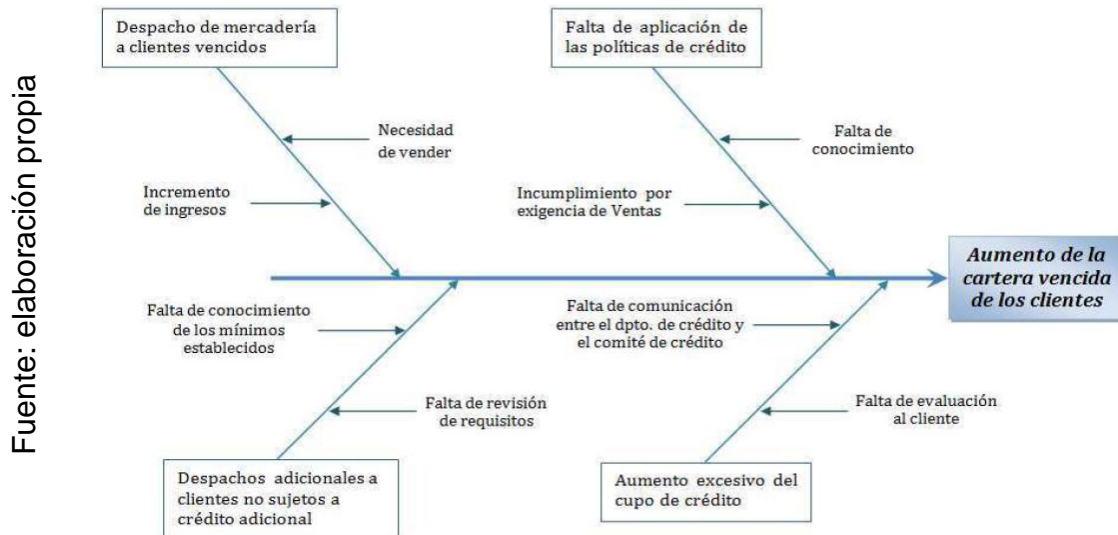 Fuente: elaboración propia
Despacho de mercadería
a clientes vencidos
Falta de aplicación de
las políticas de crédito
Necesidad
de vender
Falta de
conocimiento
Incremento
de ingresos
Incumplimiento por
exigencia de Ventas
Aumento de la
cartera vencida
de los clientes
Falta de conocimiento
de los mínimos
establecidos
Falta de comunicación
entre el dpto. de crédito y
el comité de crédito
Falta de revisión
de requisitos
Falta de evaluación
al cliente
Despachos adicionales a
clientes no sujetos a
crédito adicional
Aumento excesivo del
cupo de crédito